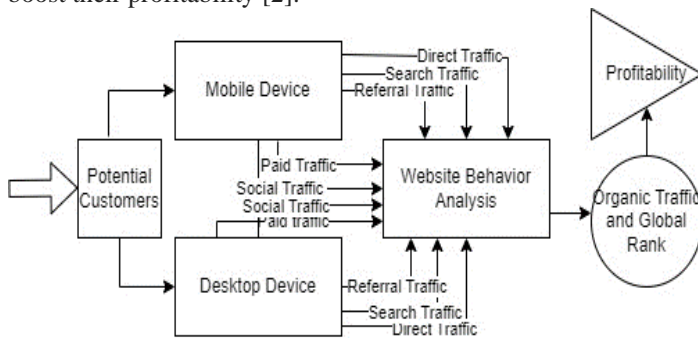 boost their profitability [2].
Direct Traffic
Search Traffic
Referral Traffic
Mobile Device
Profitability
Paid Traffic
Potential
Customers
Social Traffic
Social Traffic
Paid traffic
Website Behavior
Analysis
Organic Traffic
and Global
Rank
Desktop Device
Referral Traffic
Search Traffic
Direct Traffic